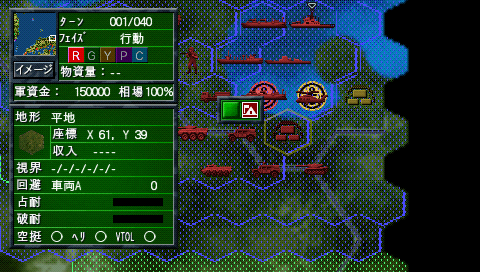 ターン 001/040
ﾌｪｲｽﾞ 行動
R G Y P C
イメージ 物資量：--
軍資金： 150000 相場100%
地形 平地
座標 X 61, Y 39
収入 ----
視界 -/-/-/-/-/-
回避 車両A 0
占耐
破耐
空挺 ○ ﾍﾘ ○ VTOL ○